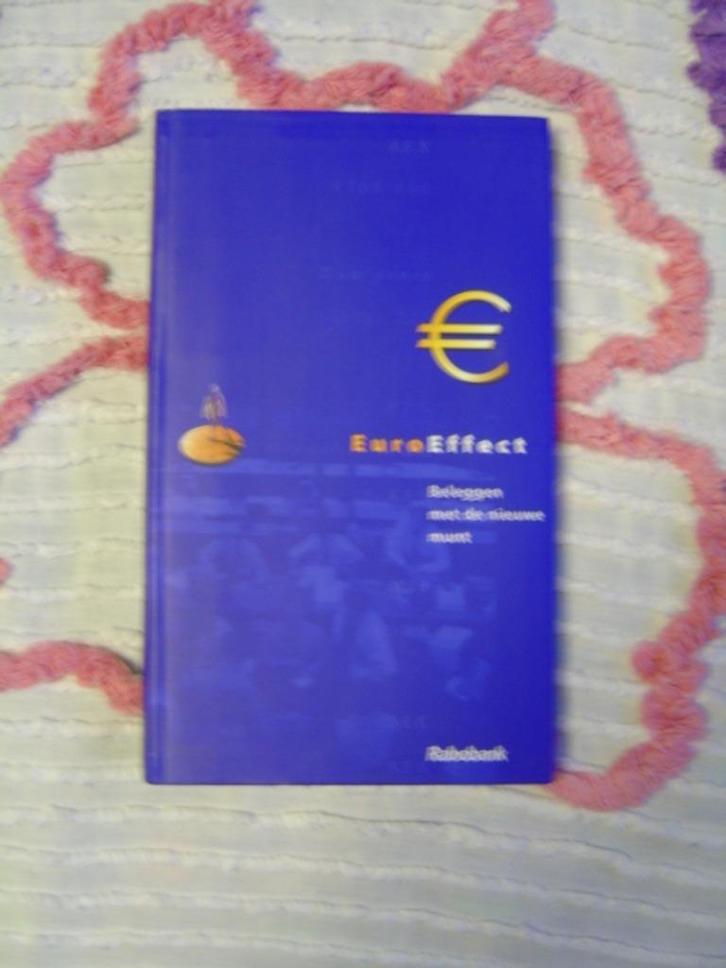 €
EuroEffect
Beleggen
met de nieuwe
munt
Rabobank